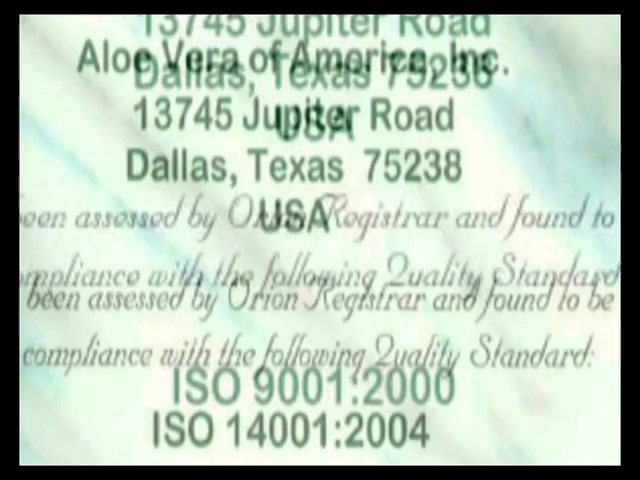 13745 Jupiter Road
Aloe Vera of America, Inc.
Dallas, Texas 75238
13745 Jupiter Road
USA
Dallas, Texas 75238
been assessed by Orion Registrar and found to
USA
compliance with the following Quality Standard
been assessed by Orion Registrar and found to be
compliance with the following Quality Standard:
ISO 9001:2000
ISO 14001:2004